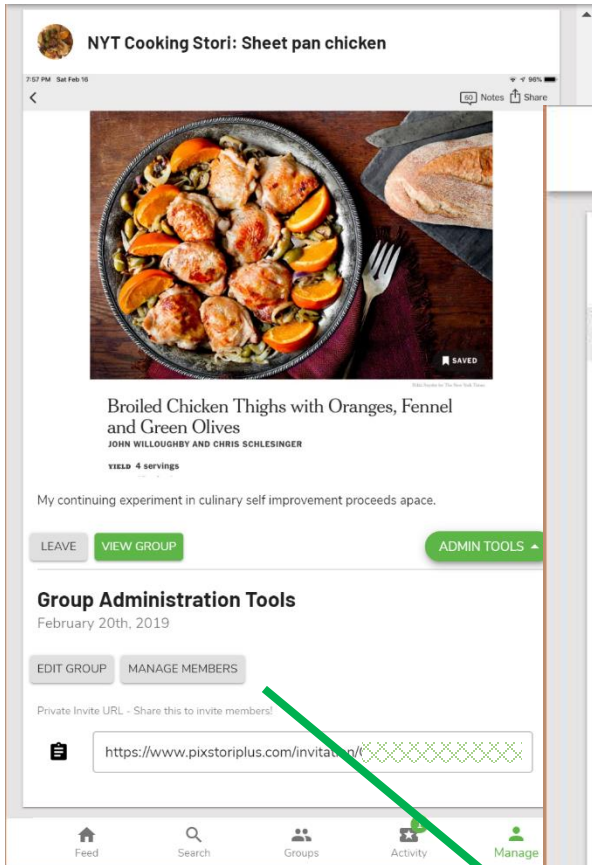 NYT Cooking Stori: Sheet pan chicken
7:57 PM Sat Feb 16
96%
60 Notes Share
SAVED
Broiled Chicken Thighs with Oranges, Fennel
and Green Olives
JOHN WILLOUGHBY AND CHRIS SCHLESINGER
YIELD 4 servings
My continuing experiment in culinary self improvement proceeds apace.
LEAVE VIEW GROUP ADMIN TOOLS
Group Administration Tools
February 20th, 2019
EDIT GROUP MANAGE MEMBERS
Private Invite URL - Share this to invite members!
https://www.pixstoriplus.com/invitation/
Feed Search Groups Activity Manage